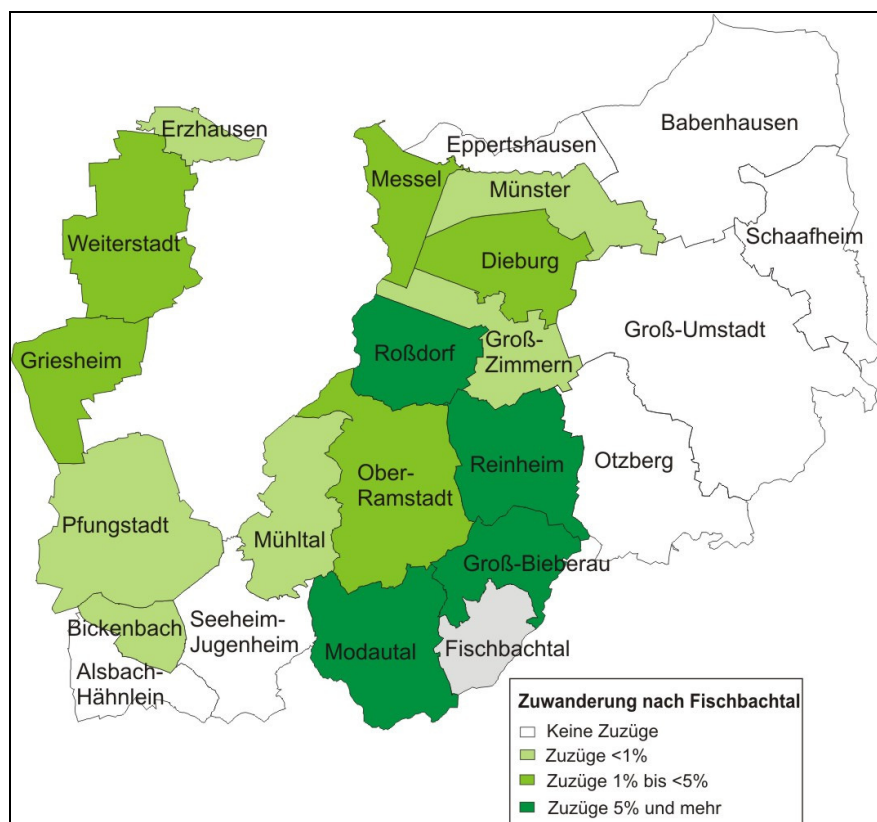 Erzhausen
Babenhausen
Eppertshausen
Messel
Münster
Schaafheim
Weiterstadt
Dieburg
Groß-Umstadt
Griesheim
Roßdorf
Groß-
Zimmern
Ober-
Ramstadt
Reinheim
Otzberg
Pfungstadt
Mühltal
Groß-Bieberau
Seeheim-
Jugenheim
Bickenbach
Modautal
Fischbachtal
Alsbach-
Hähnlein
Zuwanderung nach Fischbachtal
Keine Zuzüge
Zuzüge <1%
Zuzüge 1% bis <5%
Zuzüge 5% und mehr